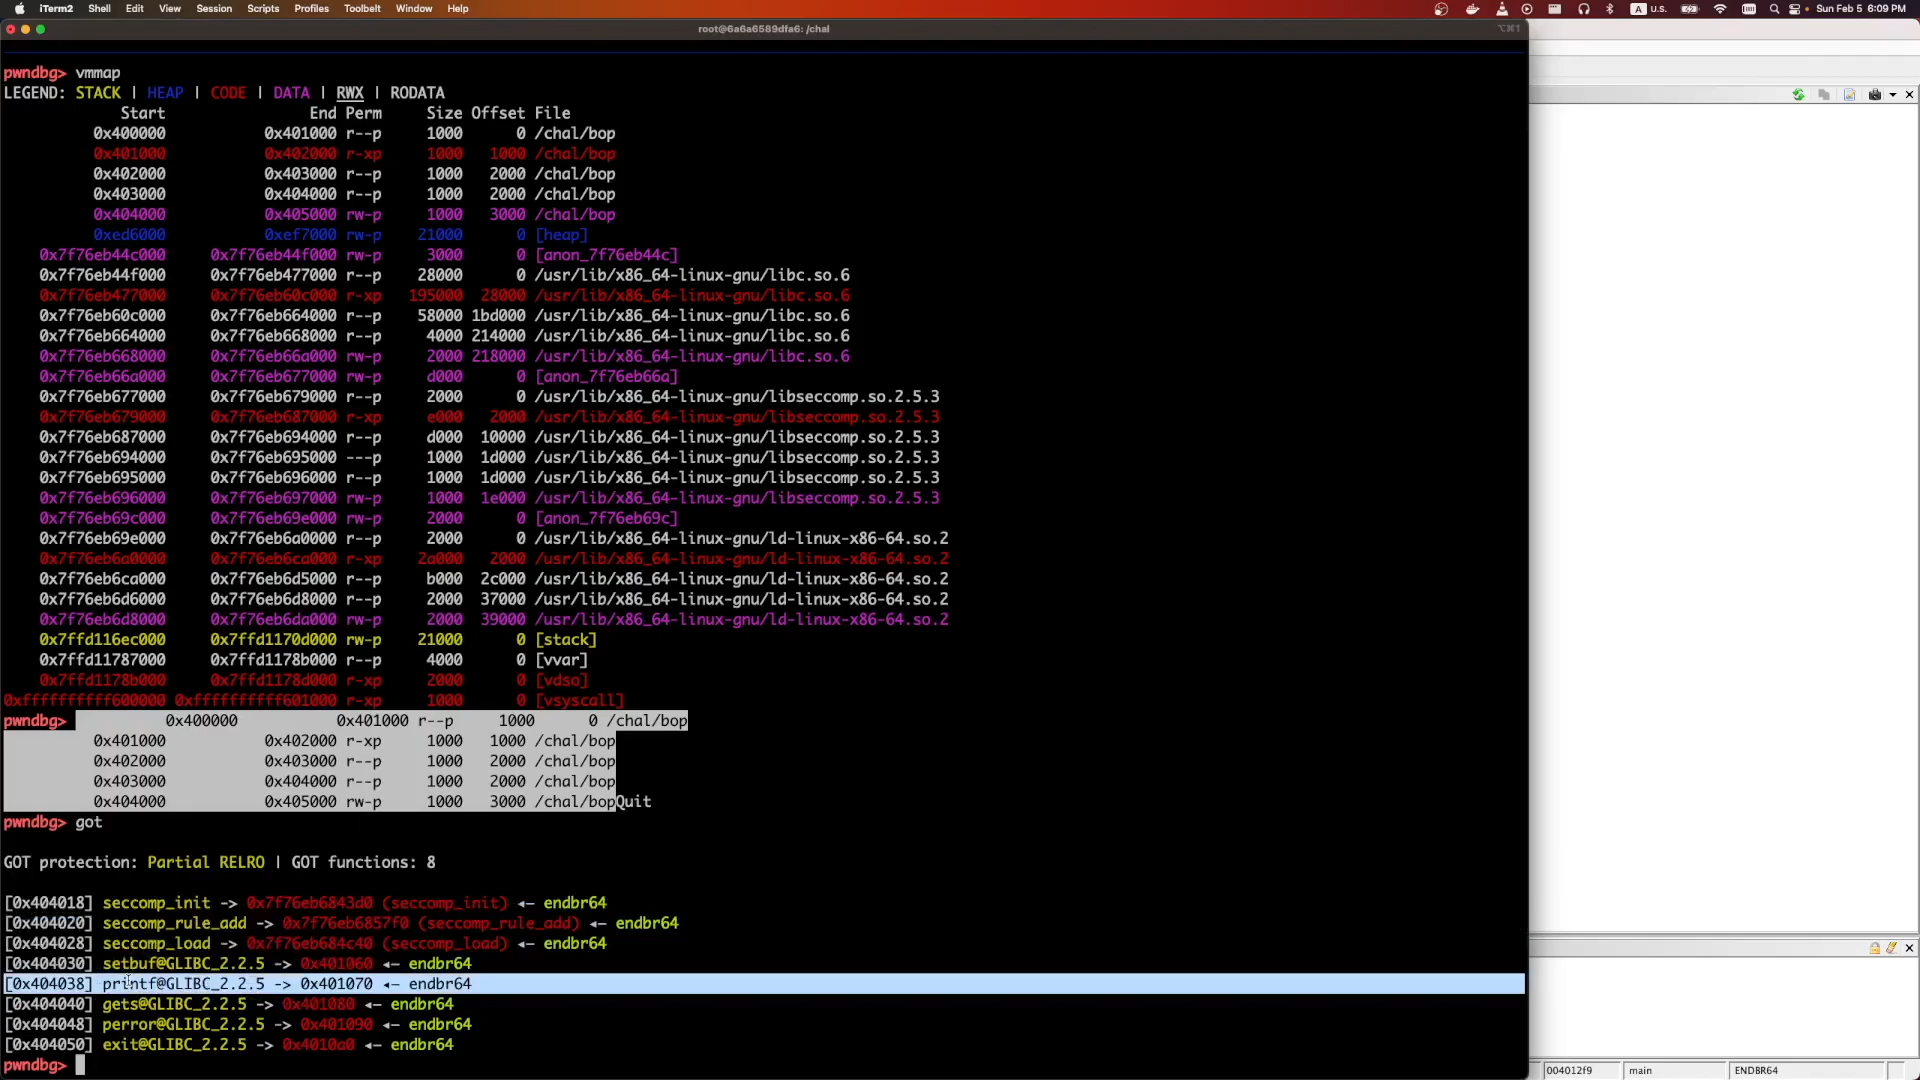 iTerm2 Shell Edit View Session Scripts Profiles Toolbelt Window Help
A U.S. Sun Feb 5 6:09 PM
root@6a6a6589dfa6: /chal
pwndbg> vmmap
LEGEND: STACK | HEAP | CODE | DATA | RWX | RODATA
Start End Perm Size Offset File
0x400000 0x401000 r--p 1000 0 /chal/bop
0x401000 0x402000 r-xp 1000 1000 /chal/bop
0x402000 0x403000 r--p 1000 2000 /chal/bop
0x403000 0x404000 r--p 1000 2000 /chal/bop
0x404000 0x405000 rw-p 1000 3000 /chal/bop
0xed6000 0xef7000 rw-p 21000 0 [heap]
0x7f76eb44c000 0x7f76eb44f000 rw-p 3000 0 [anon_7f76eb44c]
0x7f76eb44f000 0x7f76eb477000 r--p 28000 0 /usr/lib/x86_64-linux-gnu/libc.so.6
0x7f76eb477000 0x7f76eb60c000 r-xp 195000 28000 /usr/lib/x86_64-linux-gnu/libc.so.6
0x7f76eb60c000 0x7f76eb664000 r--p 58000 1bd000 /usr/lib/x86_64-linux-gnu/libc.so.6
0x7f76eb664000 0x7f76eb668000 r--p 4000 214000 /usr/lib/x86_64-linux-gnu/libc.so.6
0x7f76eb668000 0x7f76eb66a000 rw-p 2000 218000 /usr/lib/x86_64-linux-gnu/libc.so.6
0x7f76eb66a000 0x7f76eb677000 rw-p d000 0 [anon_7f76eb66a]
0x7f76eb677000 0x7f76eb679000 r--p 2000 0 /usr/lib/x86_64-linux-gnu/libseccomp.so.2.5.3
0x7f76eb679000 0x7f76eb687000 r-xp e000 2000 /usr/lib/x86_64-linux-gnu/libseccomp.so.2.5.3
0x7f76eb687000 0x7f76eb694000 r--p d000 10000 /usr/lib/x86_64-linux-gnu/libseccomp.so.2.5.3
0x7f76eb694000 0x7f76eb695000 ---p 1000 1d000 /usr/lib/x86_64-linux-gnu/libseccomp.so.2.5.3
0x7f76eb695000 0x7f76eb696000 r--p 1000 1d000 /usr/lib/x86_64-linux-gnu/libseccomp.so.2.5.3
0x7f76eb696000 0x7f76eb697000 rw-p 1000 1e000 /usr/lib/x86_64-linux-gnu/libseccomp.so.2.5.3
0x7f76eb69c000 0x7f76eb69e000 rw-p 2000 0 [anon_7f76eb69c]
0x7f76eb69e000 0x7f76eb6a0000 r--p 2000 0 /usr/lib/x86_64-linux-gnu/ld-linux-x86-64.so.2
0x7f76eb6a0000 0x7f76eb6ca000 r-xp 2a000 2000 /usr/lib/x86_64-linux-gnu/ld-linux-x86-64.so.2
0x7f76eb6ca000 0x7f76eb6d5000 r--p b000 2c000 /usr/lib/x86_64-linux-gnu/ld-linux-x86-64.so.2
0x7f76eb6d6000 0x7f76eb6d8000 r--p 2000 37000 /usr/lib/x86_64-linux-gnu/ld-linux-x86-64.so.2
0x7f76eb6d8000 0x7f76eb6da000 rw-p 2000 39000 /usr/lib/x86_64-linux-gnu/ld-linux-x86-64.so.2
0x7ffd116ec000 0x7ffd1170d000 rw-p 21000 0 [stack]
0x7ffd11787000 0x7ffd1178b000 r--p 4000 0 [vvar]
0x7ffd1178b000 0x7ffd1178d000 r-xp 2000 0 [vdso]
0xffffffffff600000 0xffffffffff601000 r-xp 1000 0 [vsyscall]
pwndbg> 0x400000 0x401000 r--p 1000 0 /chal/bop
0x401000 0x402000 r-xp 1000 1000 /chal/bop
0x402000 0x403000 r--p 1000 2000 /chal/bop
0x403000 0x404000 r--p 1000 2000 /chal/bop
0x404000 0x405000 rw-p 1000 3000 /chal/bopQuit
pwndbg> got
GOT protection: Partial RELRO | GOT functions: 8
[0x404018] seccomp_init -> 0x7f76eb6843d0 (seccomp_init) ◂— endbr64
[0x404020] seccomp_rule_add -> 0x7f76eb6857f0 (seccomp_rule_add) ◂— endbr64
[0x404028] seccomp_load -> 0x7f76eb684c40 (seccomp_load) ◂— endbr64
[0x404030] setbuf@GLIBC_2.2.5 -> 0x401060 ◂— endbr64
[0x404038] printf@GLIBC_2.2.5 -> 0x401070 ◂— endbr64
[0x404040] gets@GLIBC_2.2.5 -> 0x401080 ◂— endbr64
[0x404048] perror@GLIBC_2.2.5 -> 0x401090 ◂— endbr64
[0x404050] exit@GLIBC_2.2.5 -> 0x4010a0 ◂— endbr64
pwndbg>
004012f9 main ENDBR64